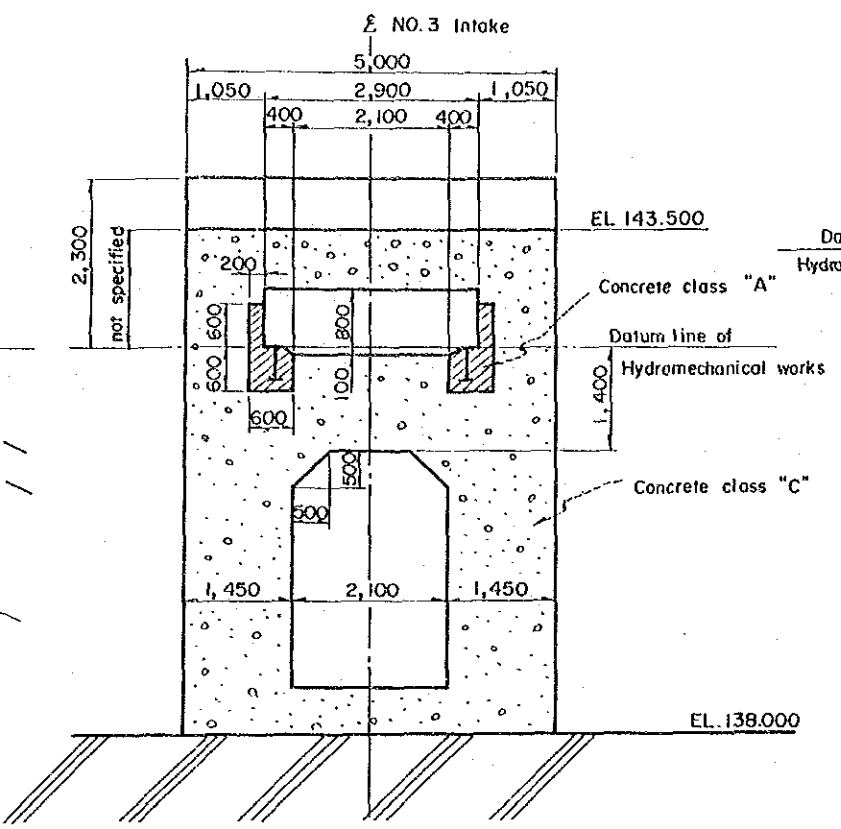 ℄ NO.3 Intake
5,000
1,050 2,900 1,050
400 2,100 400
2,300
not specified
EL 143.500
Da
Hydro
200
Concrete class "A"
600
800
Datum line of
Hydromechanical works
600
100
1,400
600
500
500
Concrete class "C"
1,450 2,100 1,450
EL.138.000